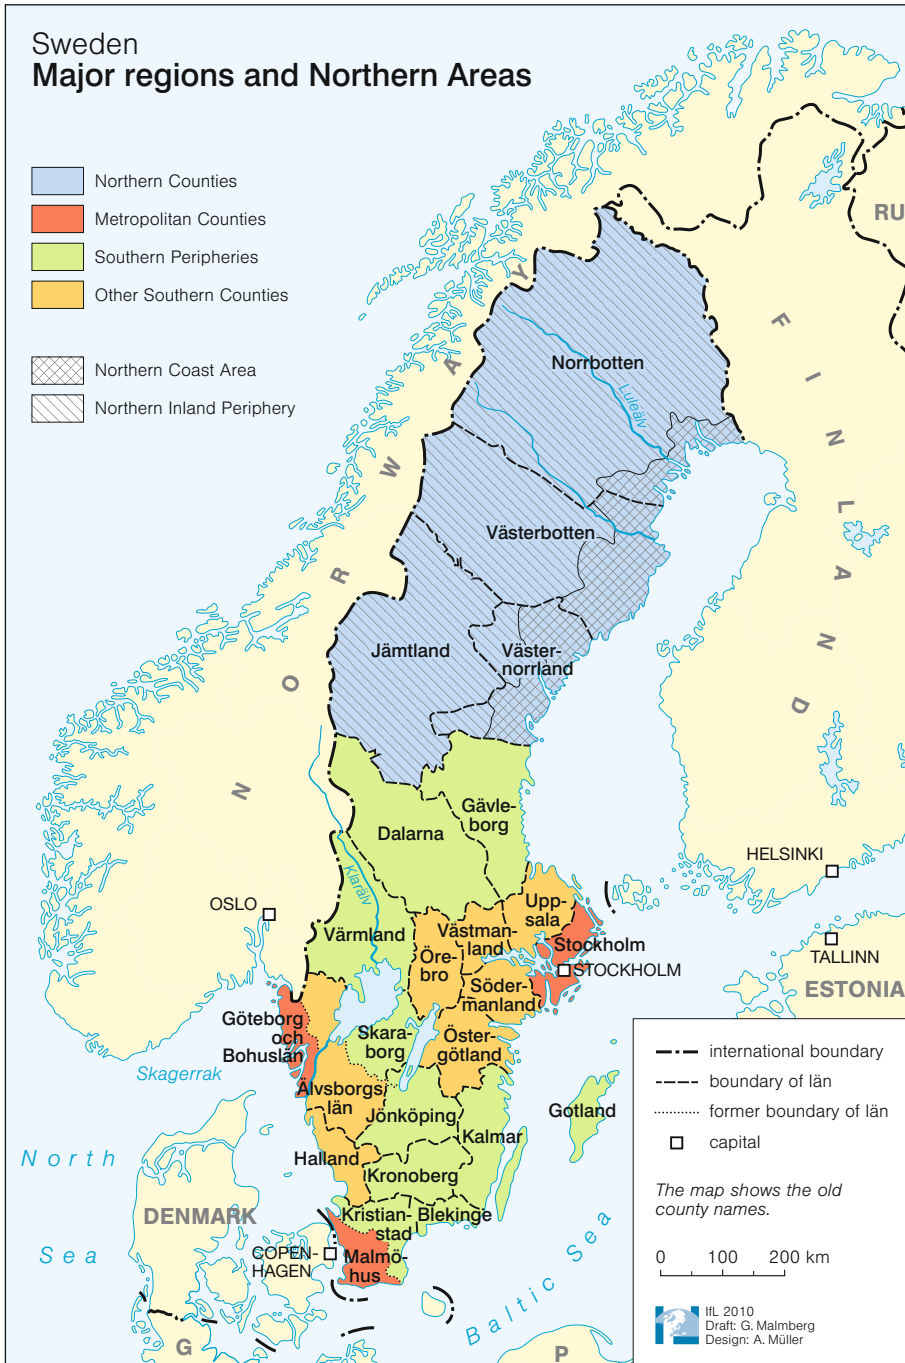 Sweden
Major regions and Northern Areas
Northern Counties
Metropolitan Counties
Southern Peripheries
Other Southern Counties
Northern Coast Area
Northern Inland Periphery
RU
N O R W A Y
F I N L A N D
Norrbotten
Luleälv
Västerbotten
Jämtland
Väster-
norrland
Gävle-
borg
Dalarna
Klarälv
HELSINKI
OSLO
Upp-
sala
Värmland
Västman-
land
Stockholm
Öre-
bro
STOCKHOLM
TALLINN
ESTONIA
Söder-
manland
Göteborg
och
Bohuslän
Skara-
borg
Öster-
götland
Skagerrak
Älvsborgs
län
Jönköping
Gotland
Kalmar
North
Sea
Halland
Kronoberg
DENMARK
Kristian-
stad
Blekinge
COPEN-
HAGEN
Malmö-
hus
Baltic Sea
G
P
international boundary
boundary of län
former boundary of län
capital
The map shows the old
county names.
0 100 200 km
IfL 2010
Draft: G. Malmberg
Design: A. Müller